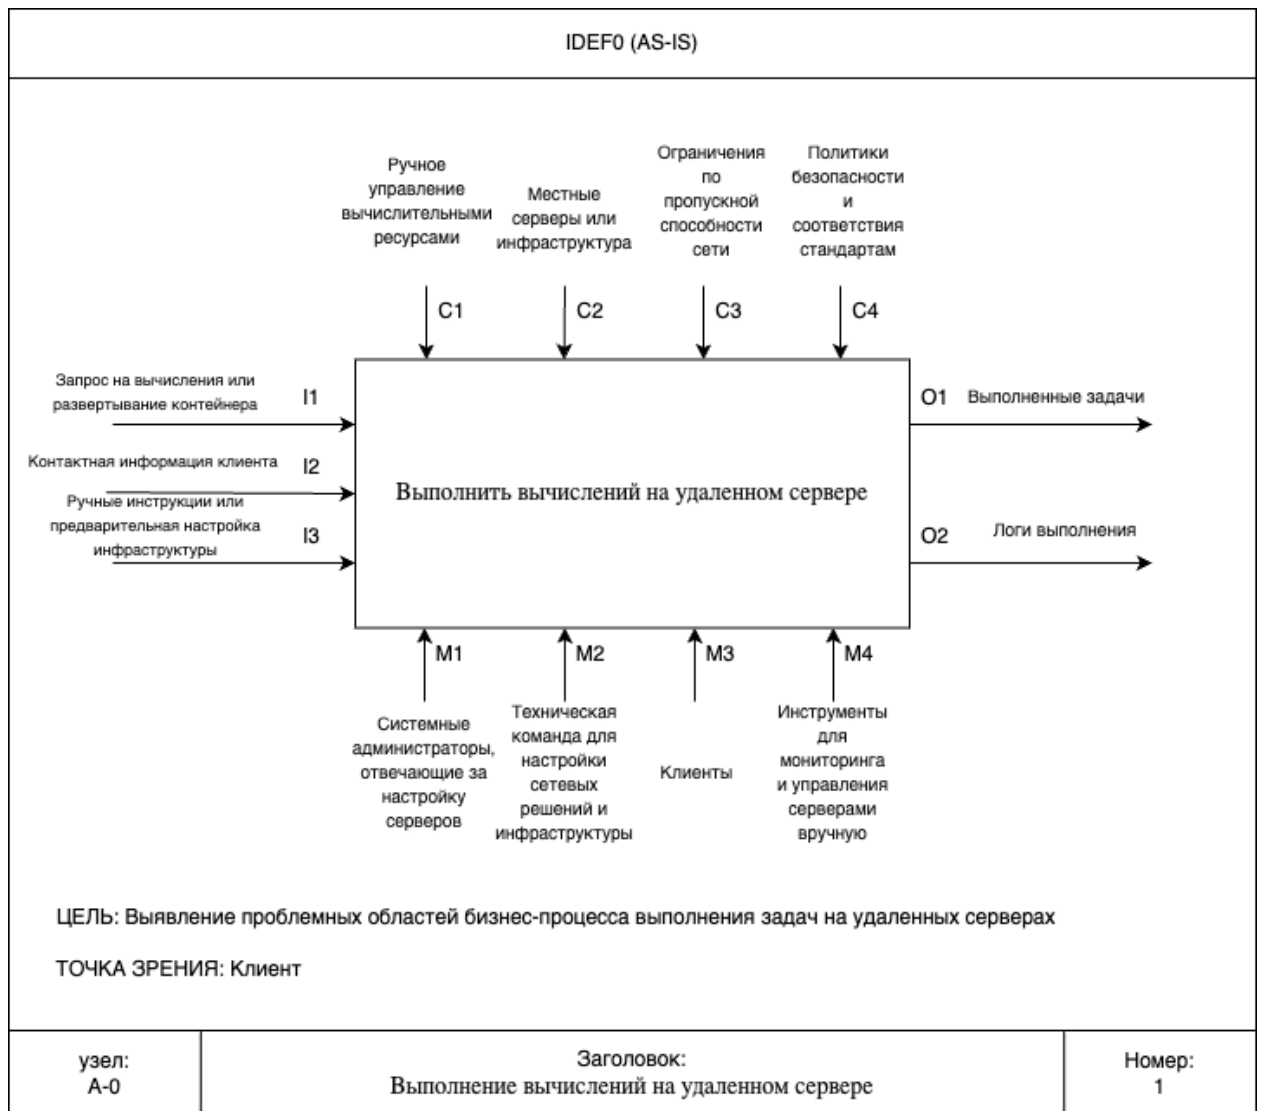 IDEF0 (AS-IS)
Ручное
управление
вычислительными
ресурсами
Местные
серверы или
инфраструктура
Ограничения
по
пропускной
способности
сети
Политики
безопасности
и
соответствия
стандартам
C1
C2
C3
C4
Запрос на вычисления или
развертывание контейнера
I1
Контактная информация клиента
I2
Ручные инструкции или
предварительная настройка
инфраструктуры
I3
Выполнить вычислений на удаленном сервере
O1
Выполненные задачи
O2
Логи выполнения
M1
M2
M3
M4
Системные
администраторы,
отвечающие за
настройку
серверов
Техническая
команда для
настройки
сетевых
решений и
инфраструктуры
Клиенты
Инструменты
для
мониторинга
и управления
серверами
вручную
ЦЕЛЬ: Выявление проблемных областей бизнес-процесса выполнения задач на удаленных серверах
ТОЧКА ЗРЕНИЯ: Клиент
узел:
A-0
Заголовок:
Выполнение вычислений на удаленном сервере
Номер:
1